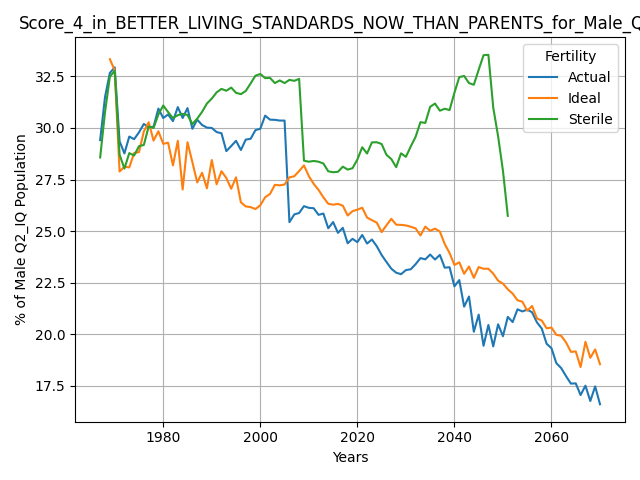 Score_4_in_BETTER_LIVING_STANDARDS_NOW_THAN_PARENTS_for_Male_Q
Fertility
Actual
Ideal
Sterile
% of Male Q2_IQ Population
32.5
30.0
27.5
25.0
22.5
20.0
17.5
1980
2000
2020
2040
2060
Years